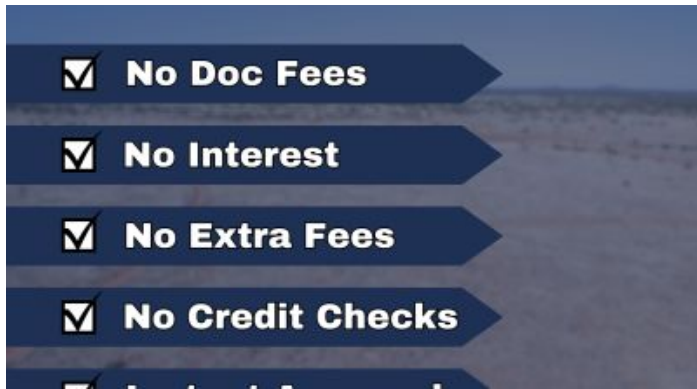 No Doc Fees
No Interest
No Extra Fees
No Credit Checks